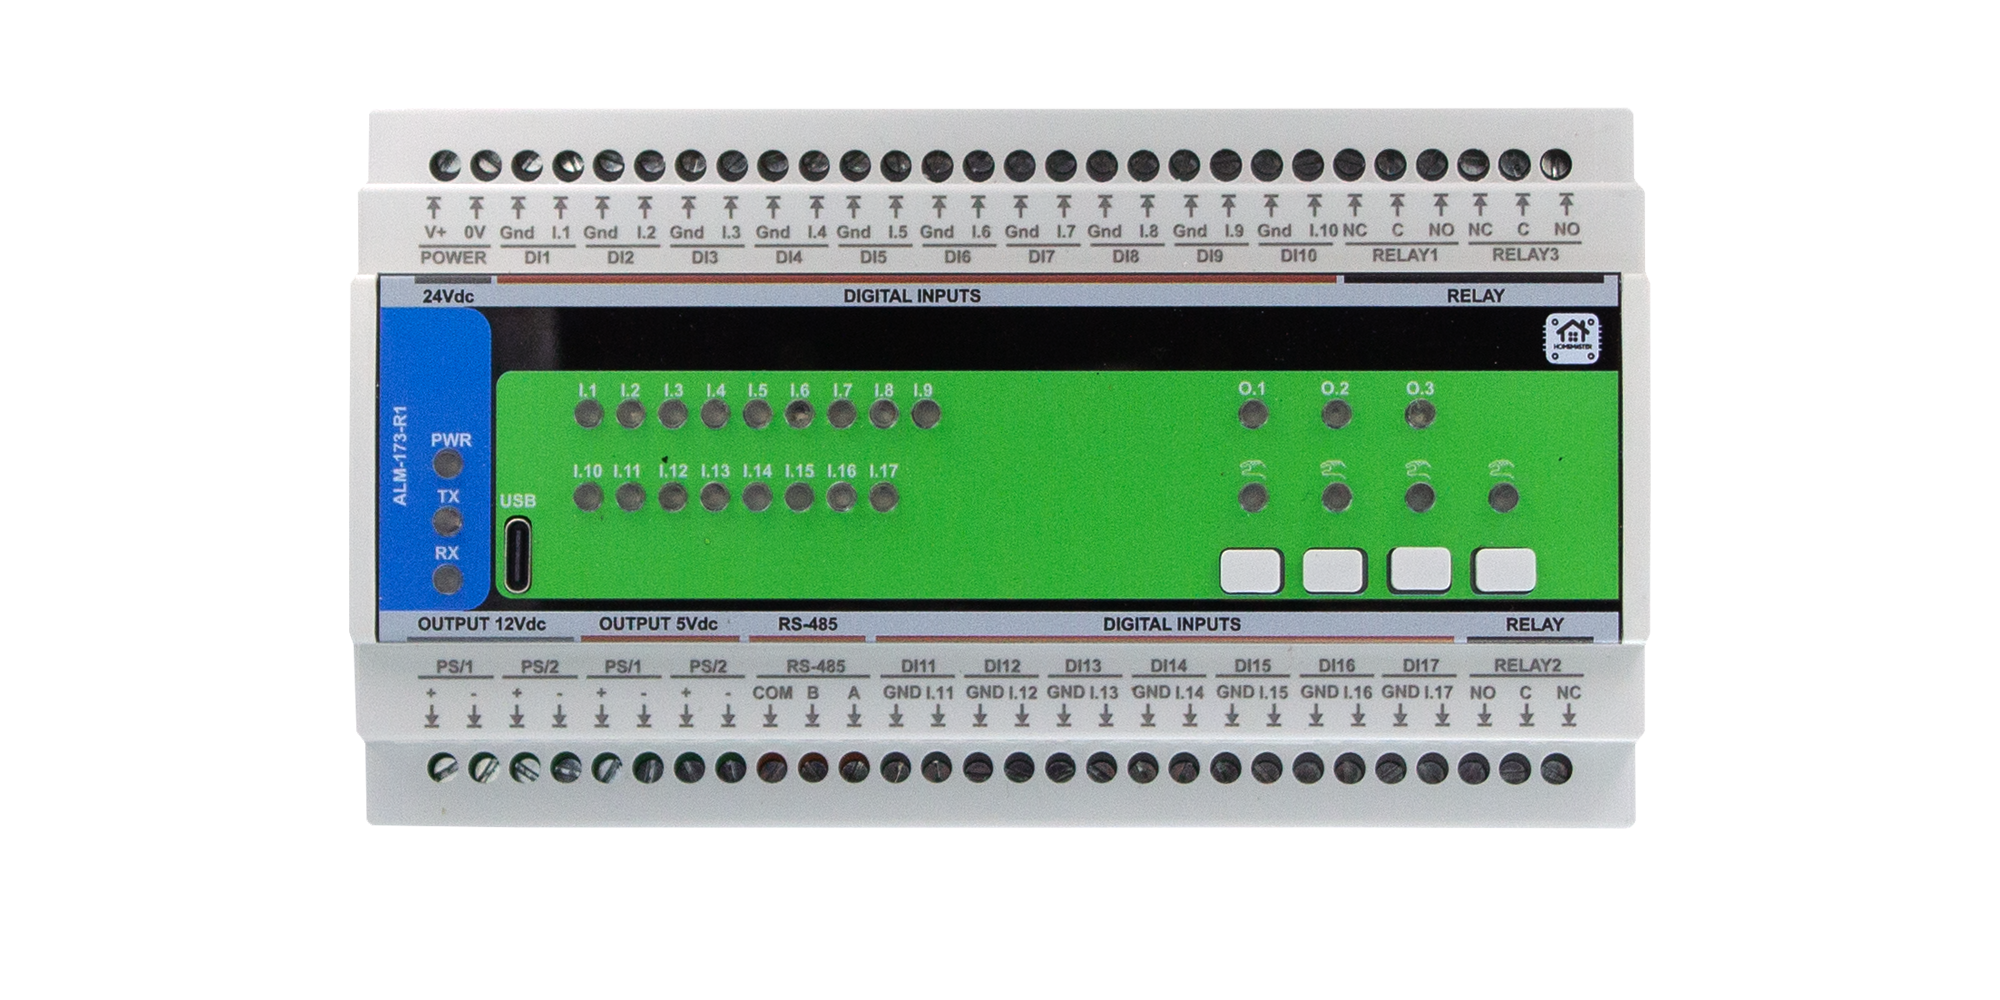 V+ 0V Gnd I.1 Gnd I.2 Gnd I.3 Gnd I.4 Gnd I.5 Gnd I.6 Gnd I.7 Gnd I.8 Gnd I.9 Gnd I.10 NC C NO NC C NO
POWER DI1 DI2 DI3 DI4 DI5 DI6 DI7 DI8 DI9 DI10 RELAY1 RELAY3
24Vdc DIGITAL INPUTS RELAY
HOMEMASTER
I.1 I.2 I.3 I.4 I.5 I.6 I.7 I.8 I.9 O.1 O.2 O.3
ALM-173-R1
PWR
I.10 I.11 I.12 I.13 I.14 I.15 I.16 I.17
TX
USB
RX
OUTPUT 12Vdc OUTPUT 5Vdc RS-485 DIGITAL INPUTS RELAY
PS/1 PS/2 PS/1 PS/2 RS-485 DI11 DI12 DI13 DI14 DI15 DI16 DI17 RELAY2
+ - + - + - + - COM B A GND I.11 GND I.12 GND I.13 GND I.14 GND I.15 GND I.16 GND I.17 NO C NC